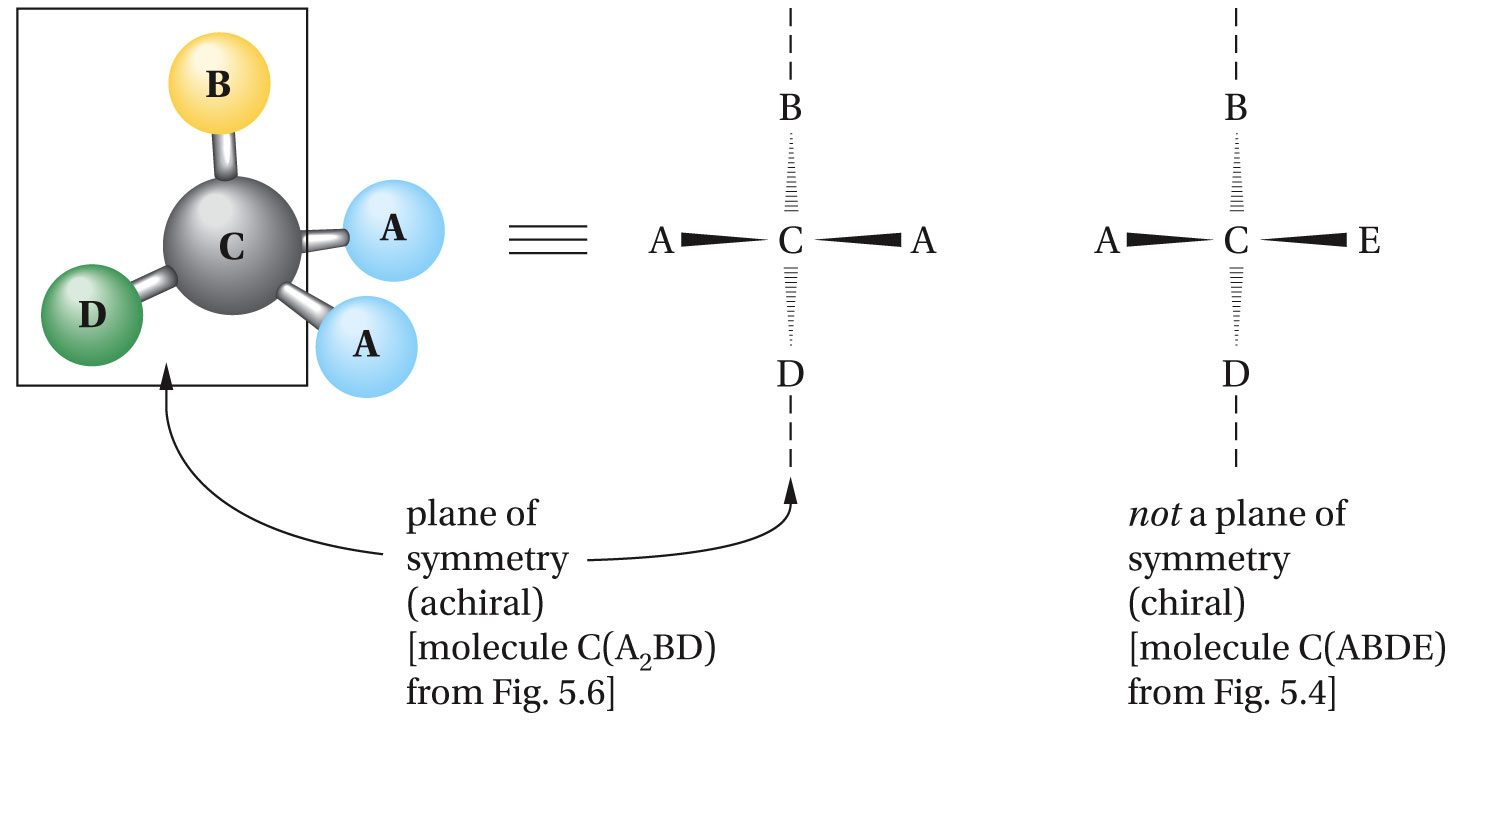 B
C
A
D
A
B
A C A
D
B
A C E
D
plane of
symmetry
(achiral)
[molecule C(A₂BD)
from Fig. 5.6]
not a plane of
symmetry
(chiral)
[molecule C(ABDE)
from Fig. 5.4]